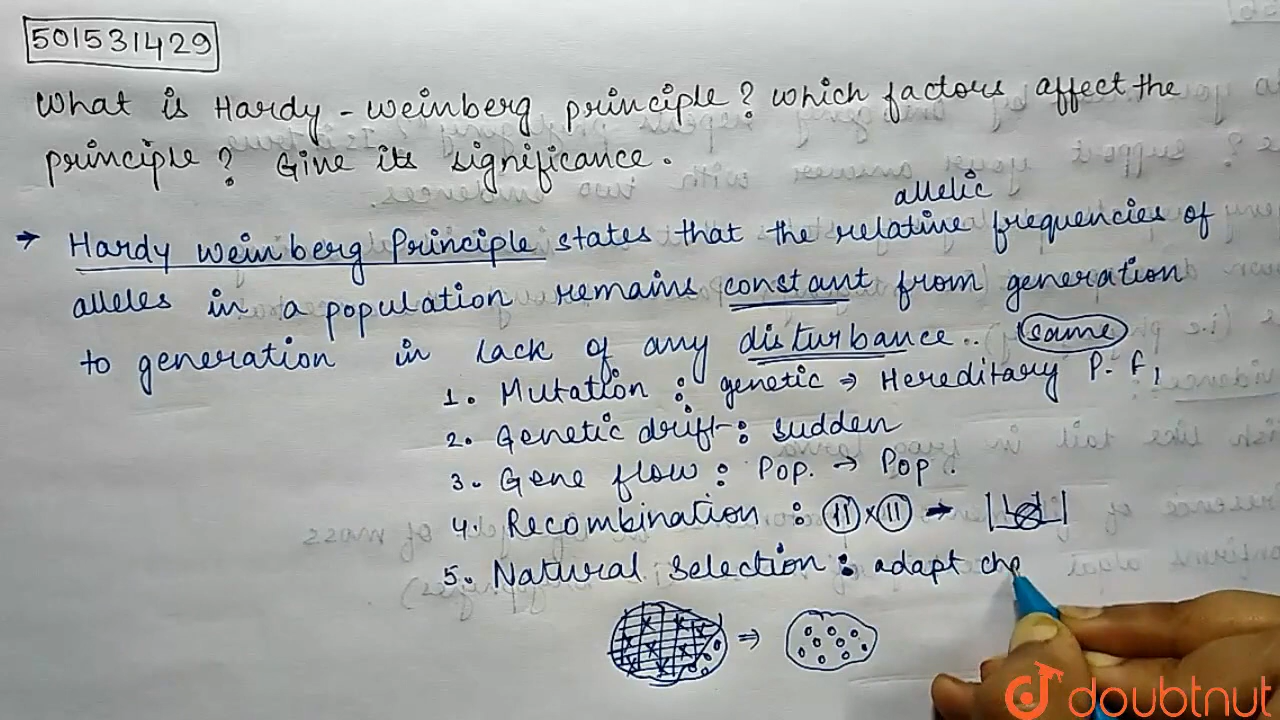 501531429
What is Hardy-Weinberg principle? Which factors affect the
principle? Give its significance.
allelic
→ Hardy Weinberg Principle states that the relative frequencies of
alleles in a population remains constant from generation
to generation in lack of any disturbance.. same
1. Mutation : genetic ⇒ Hereditary P. F1
2. Genetic drift : sudden
3. Gene flow : Pop. → Pop.
4. Recombination :
5. Natural selection : adapt
doubtnut